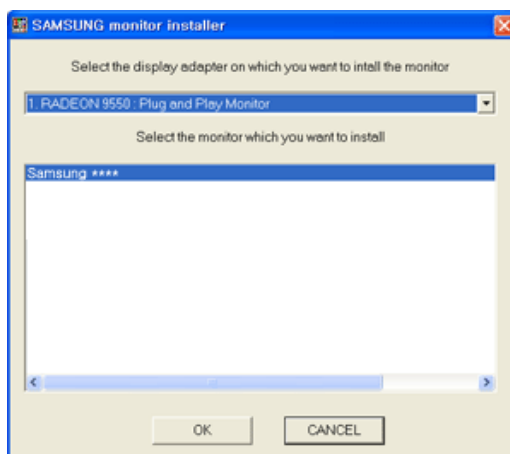 SAMSUNG monitor installer
Select the display adapter on which you want to intall the monitor
1. RADEON 9550 : Plug and Play Monitor
Select the monitor which you want to install
Samsung ****
OK
CANCEL